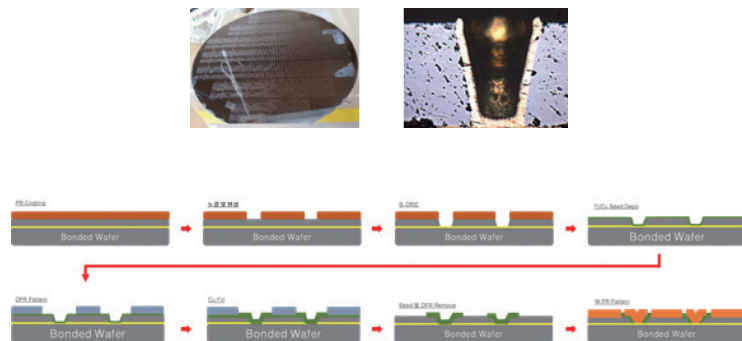 PR Coating
Bonded Wafer
노광 및 현상
Bonded Wafer
Si DRIE
Bonded Wafer
Ti/Cu Seed Depo
Bonded Wafer
DFR Pattern
Bonded Wafer
Cu Fill
Bonded Wafer
Seed 및 DFR Remove
Bonded Wafer
W PR Pattern
Bonded Wafer